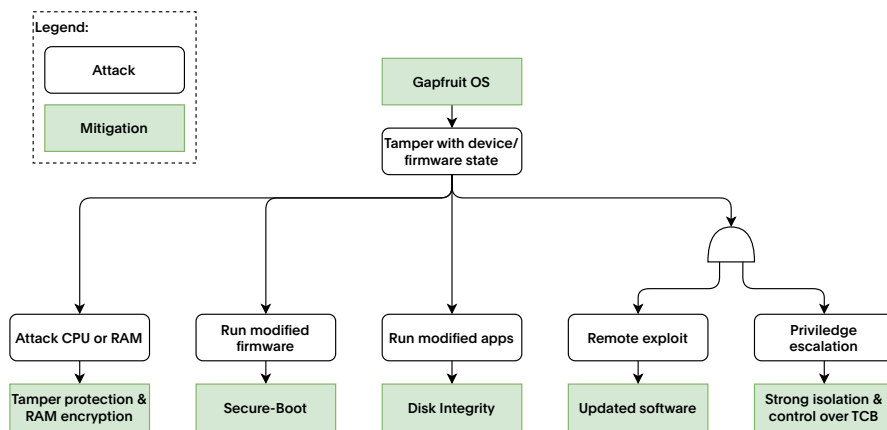 Legend:
Attack
Mitigation
Gapfruit OS
Tamper with device/
firmware state
Attack CPU or RAM
Run modified
firmware
Run modified apps
Remote exploit
Priviledge
escalation
Tamper protection &
RAM encryption
Secure-Boot
Disk Integrity
Updated software
Strong isolation &
control over TCB